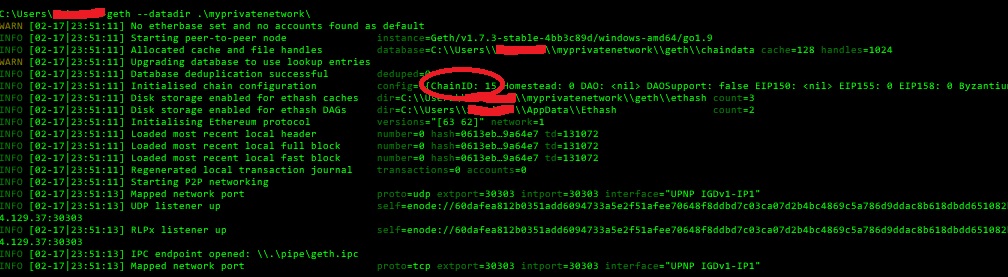 C:\Users\ geth --datadir .\myprivatenetwork\
WARN [02-17|23:51:11] No etherbase set and no accounts found as default
INFO [02-17|23:51:11] Starting peer-to-peer node instance=Geth/v1.7.3-stable-4bb3c89d/windows-amd64/go1.9
INFO [02-17|23:51:11] Allocated cache and file handles database=C:\\Users\\ \\myprivatenetwork\\geth\\chaindata cache=128 handles=1024
WARN [02-17|23:51:11] Upgrading database to use lookup entries
INFO [02-17|23:51:11] Database deduplication successful deduped=0
INFO [02-17|23:51:11] Initialised chain configuration config="{ChainID: 15 Homestead: 0 DAO: <nil> DAOSupport: false EIP150: <nil> EIP155: 0 EIP158: 0 Byzantium
INFO [02-17|23:51:11] Disk storage enabled for ethash caches dir=C:\\Users\\ \\myprivatenetwork\\geth\\ethash count=3
INFO [02-17|23:51:11] Disk storage enabled for ethash DAGs dir=C:\\Users\\ \\AppData\\Ethash count=2
INFO [02-17|23:51:11] Initialising Ethereum protocol versions="[63 62]" network=1
INFO [02-17|23:51:11] Loaded most recent local header number=0 hash=0613eb…9a64e7 td=131072
INFO [02-17|23:51:11] Loaded most recent local full block number=0 hash=0613eb…9a64e7 td=131072
INFO [02-17|23:51:11] Loaded most recent local fast block number=0 hash=0613eb…9a64e7 td=131072
INFO [02-17|23:51:11] Regenerated local transaction journal transactions=0 accounts=0
INFO [02-17|23:51:11] Starting P2P networking
INFO [02-17|23:51:13] Mapped network port proto=udp extport=30303 intport=30303 interface="UPNP IGDv1-IP1"
INFO [02-17|23:51:13] UDP listener up self=enode://60dafea812b0351add6094733a5e2f51afee70648f8ddbd7c03ca07d2b4bc4869c5a786d9ddac8b618dbdd651082
4.129.37:30303
INFO [02-17|23:51:13] RLPx listener up self=enode://60dafea812b0351add6094733a5e2f51afee70648f8ddbd7c03ca07d2b4bc4869c5a786d9ddac8b618dbdd651082
4.129.37:30303
INFO [02-17|23:51:13] IPC endpoint opened: \\.\pipe\geth.ipc
INFO [02-17|23:51:13] Mapped network port proto=tcp extport=30303 intport=30303 interface="UPNP IGDv1-IP1"